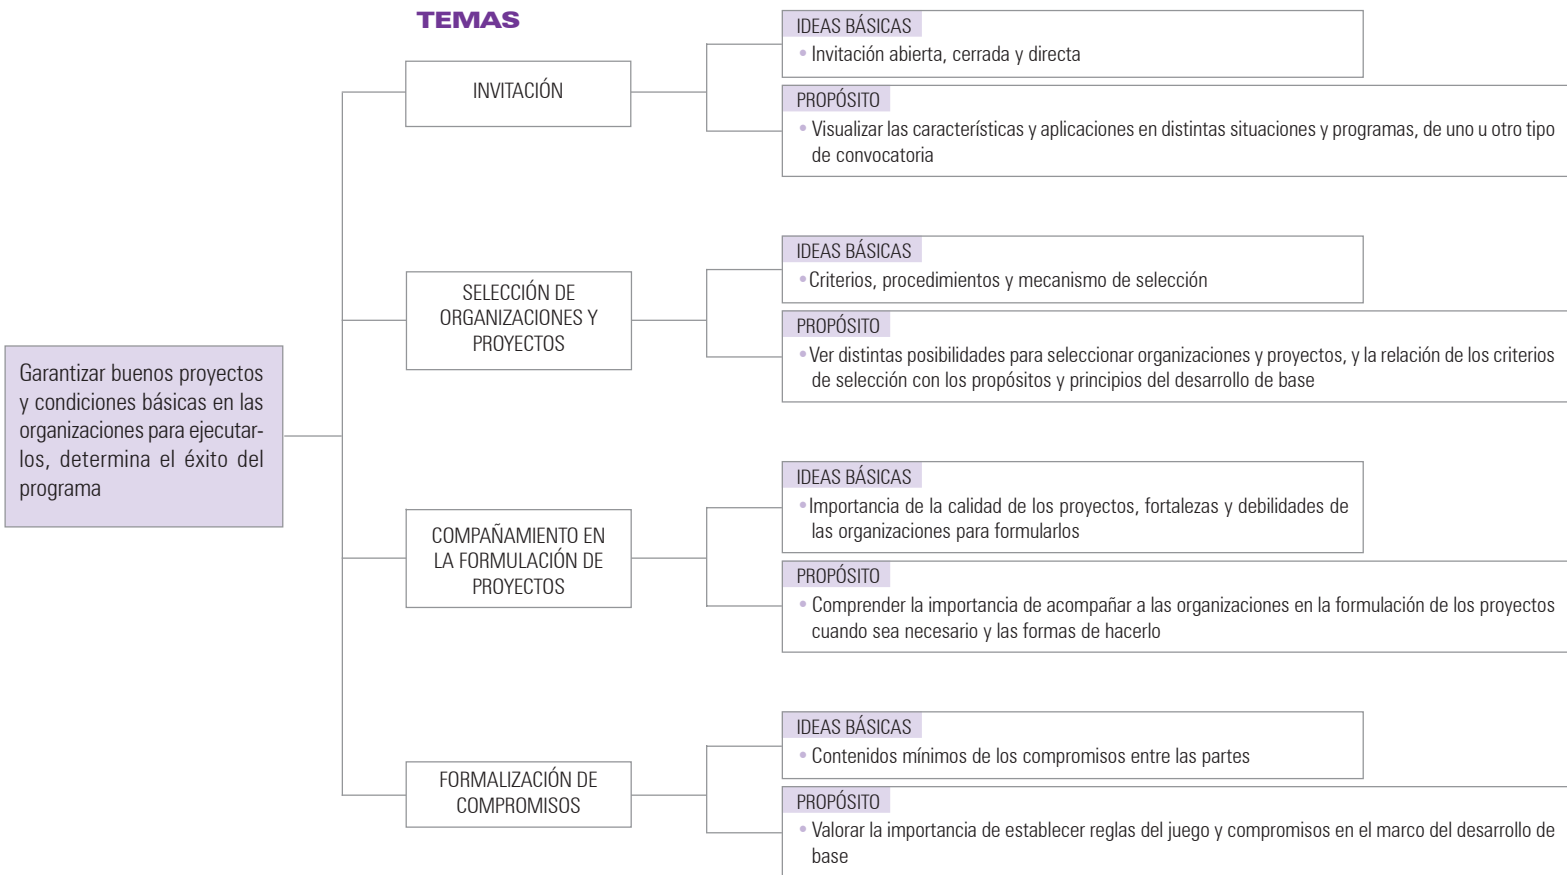 TEMAS
Garantizar buenos proyectos
y condiciones básicas en las
organizaciones para ejecutar-
los, determina el éxito del
programa
INVITACIÓN
IDEAS BÁSICAS
• Invitación abierta, cerrada y directa
PROPÓSITO
• Visualizar las características y aplicaciones en distintas situaciones y programas, de uno u otro tipo
de convocatoria
SELECCIÓN DE
ORGANIZACIONES Y
PROYECTOS
IDEAS BÁSICAS
• Criterios, procedimientos y mecanismo de selección
PROPÓSITO
• Ver distintas posibilidades para seleccionar organizaciones y proyectos, y la relación de los criterios
de selección con los propósitos y principios del desarrollo de base
COMPAÑAMIENTO EN
LA FORMULACIÓN DE
PROYECTOS
IDEAS BÁSICAS
• Importancia de la calidad de los proyectos, fortalezas y debilidades de
las organizaciones para formularlos
PROPÓSITO
• Comprender la importancia de acompañar a las organizaciones en la formulación de los proyectos
cuando sea necesario y las formas de hacerlo
FORMALIZACIÓN DE
COMPROMISOS
IDEAS BÁSICAS
• Contenidos mínimos de los compromisos entre las partes
PROPÓSITO
• Valorar la importancia de establecer reglas del juego y compromisos en el marco del desarrollo de
base